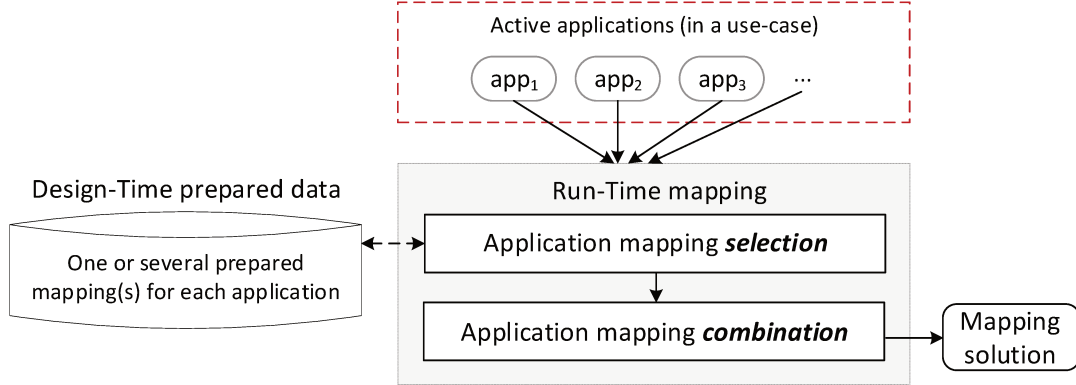 Active applications (in a use-case)
app₁ app₂ app₃ ...
Design-Time prepared data
One or several prepared
mapping(s) for each application
Run-Time mapping
Application mapping selection
Application mapping combination
Mapping
solution